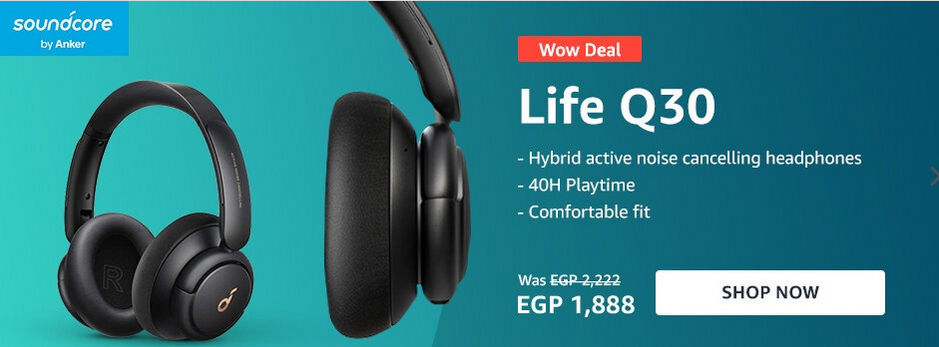 soundcore
by Anker
Wow Deal
Life Q30
- Hybrid active noise cancelling headphones
- 40H Playtime
- Comfortable fit
Was EGP 2,222
EGP 1,888
SHOP NOW
R